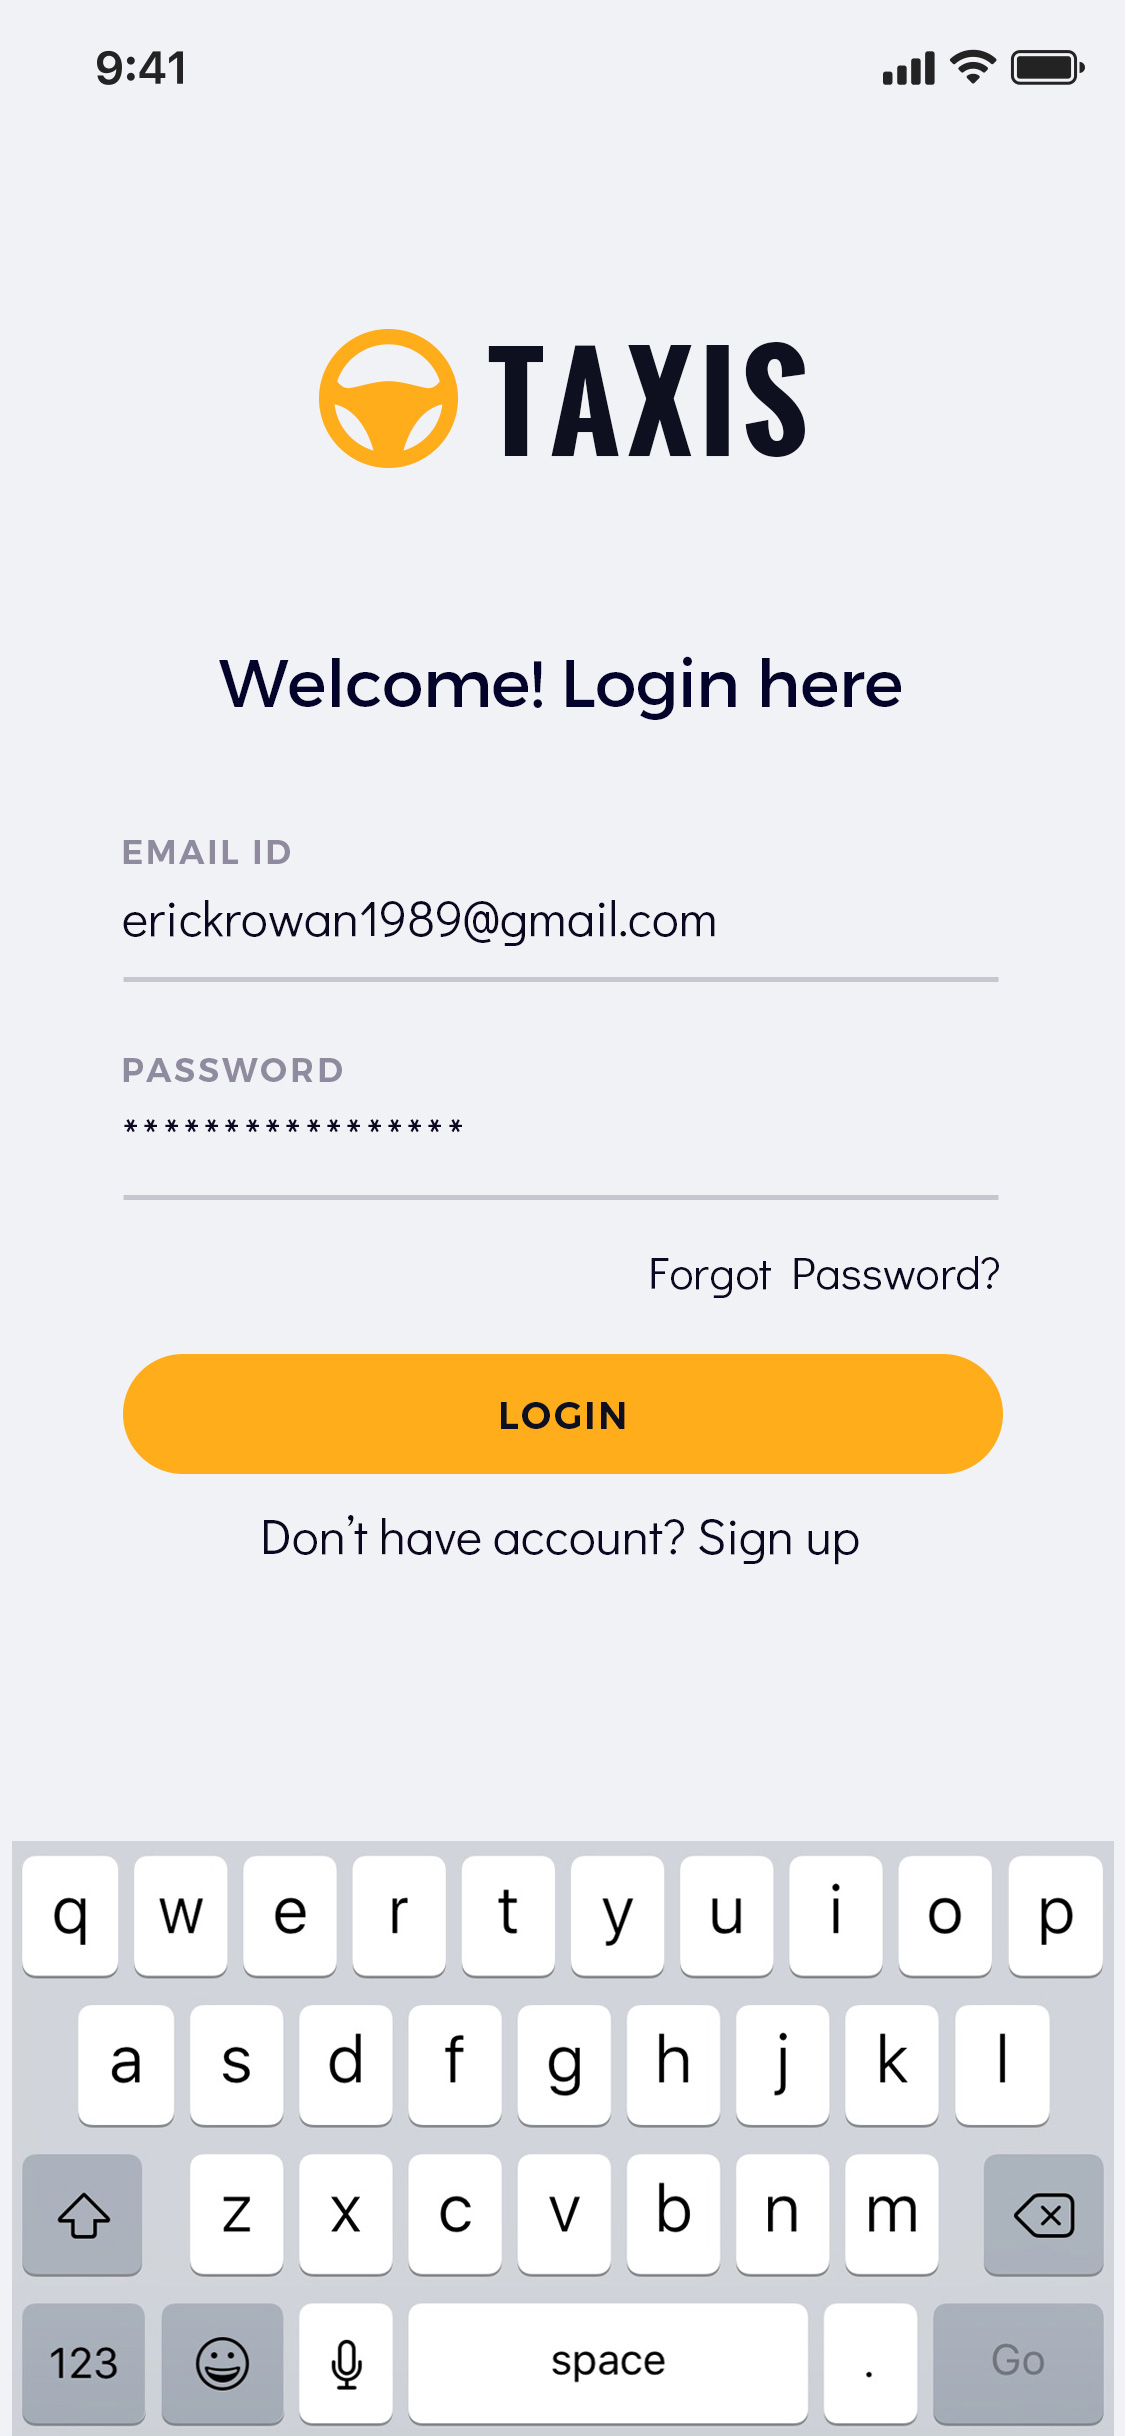 9:41
TAXIS
Welcome! Login here
EMAIL ID
erickrowan1989@gmail.com
PASSWORD
*****************
Forgot Password?
LOGIN
Don’t have account? Sign up
q w e r t y u i o p
a s d f g h j k l
z x c v b n m
123 space . Go